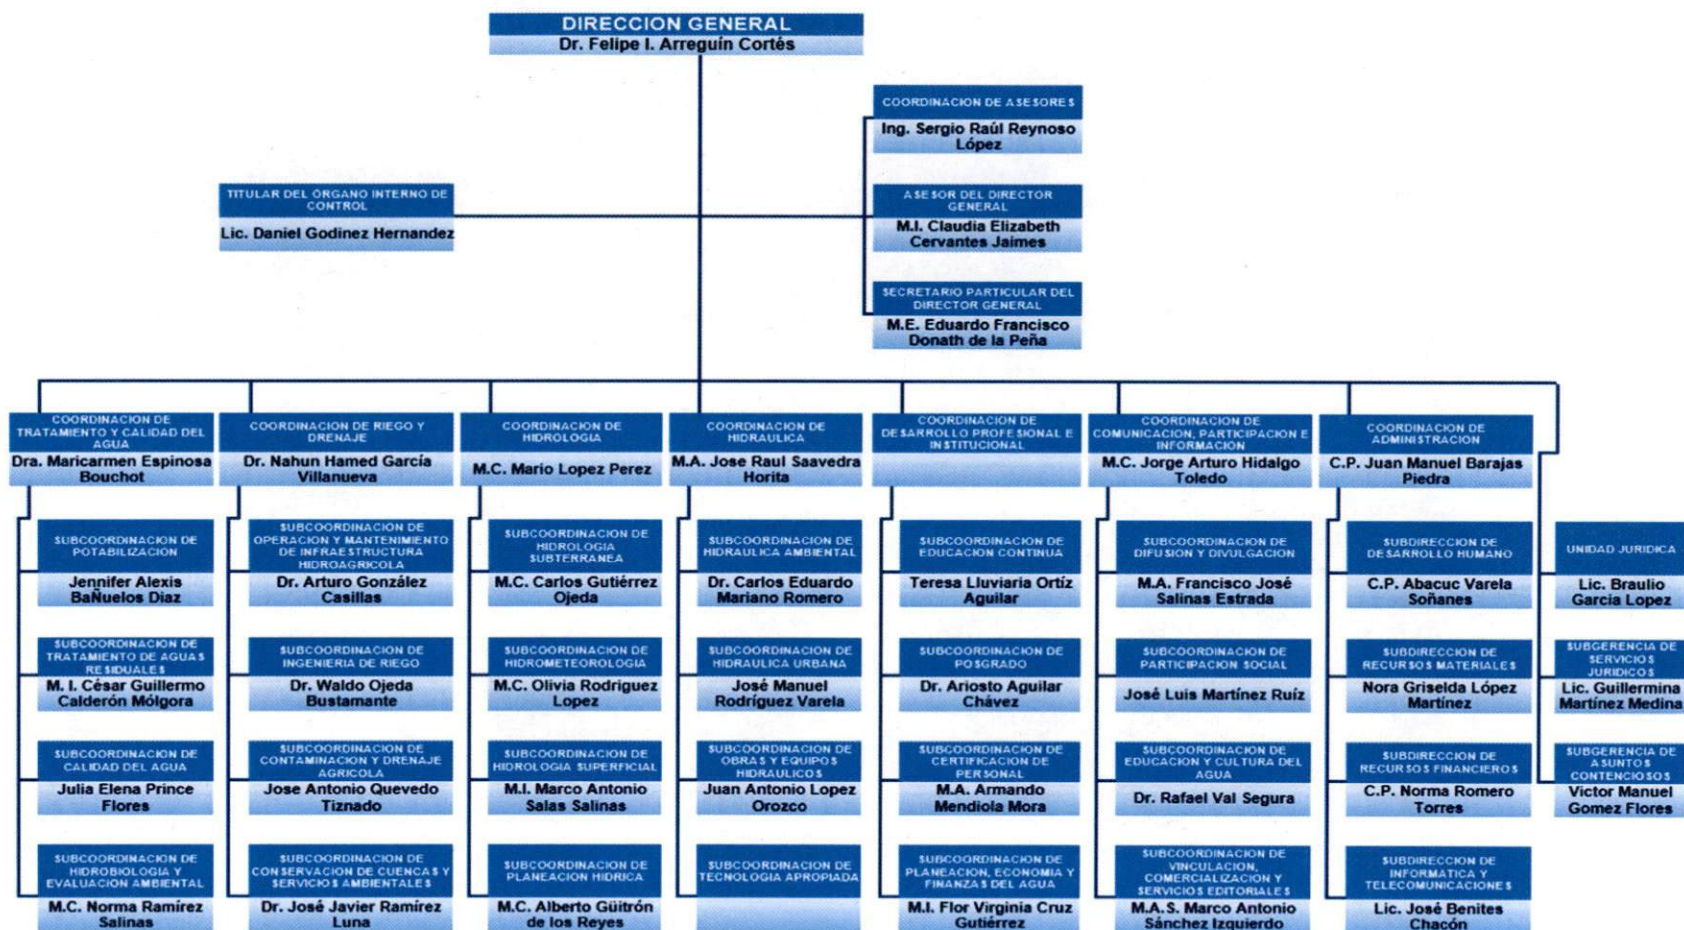 DIRECCION GENERAL
Dr. Felipe I. Arreguín Cortés
COORDINACION DE ASESORES
Ing. Sergio Raúl Reynoso
López
TITULAR DEL ÓRGANO INTERNO DE
CONTROL
Lic. Daniel Godinez Hernandez
ASESOR DEL DIRECTOR
GENERAL
M.I. Claudia Elizabeth
Cervantes Jaimes
SECRETARIO PARTICULAR DEL
DIRECTOR GENERAL
M.E. Eduardo Francisco
Donath de la Peña
COORDINACION DE
TRATAMIENTO Y CALIDAD DEL
AGUA
Dra. Maricarmen Espinosa
Bouchot
SUBCOORDINACION DE
POTABILIZACION
Jennifer Alexis
BaÑuelos Diaz
SUBCOORDINACION DE
TRATAMIENTO DE AGUAS
RESIDUALES
M. I. César Guillermo
Calderón Mólgora
SUBCOORDINACION DE
CALIDAD DEL AGUA
Julia Elena Prince
Flores
SUBCOORDINACION DE
HIDROBIOLOGIA Y
EVALUACION AMBIENTAL
M.C. Norma Ramírez
Salinas
COORDINACION DE RIEGO Y
DRENAJE
Dr. Nahun Hamed García
Villanueva
SUBCOORDINACION DE
OPERACION Y MANTENIMIENTO
DE INFRAESTRUCTURA
HIDROAGRICOLA
Dr. Arturo González
Casillas
SUBCOORDINACION DE
INGENIERIA DE RIEGO
Dr. Waldo Ojeda
Bustamante
SUBCOORDINACION DE
CONTAMINACION Y DRENAJE
AGRICOLA
Jose Antonio Quevedo
Tiznado
SUBCOORDINACION DE
CONSERVACION DE CUENCAS Y
SERVICIOS AMBIENTALES
Dr. José Javier Ramírez
Luna
COORDINACION DE
HIDROLOGIA
M.C. Mario Lopez Perez
SUBCOORDINACION DE
HIDROLOGIA
SUBTERRANEA
M.C. Carlos Gutiérrez
Ojeda
SUBCOORDINACION DE
HIDROMETEOROLOGIA
M.C. Olivia Rodriguez
Lopez
SUBCOORDINACION DE
HIDROLOGIA SUPERFICIAL
M.I. Marco Antonio
Salas Salinas
SUBCOORDINACION DE
PLANEACION HIDRICA
M.C. Alberto Güitrón
de los Reyes
COORDINACION DE
HIDRAULICA
M.A. Jose Raul Saavedra
Horita
SUBCOORDINACION DE
HIDRAULICA AMBIENTAL
Dr. Carlos Eduardo
Mariano Romero
SUBCOORDINACION DE
HIDRAULICA URBANA
José Manuel
Rodríguez Varela
SUBCOORDINACION DE
OBRAS Y EQUIPOS
HIDRAULICOS
Juan Antonio Lopez
Orozco
SUBCOORDINACION DE
TECNOLOGIA APROPIADA
COORDINACION DE
DESARROLLO PROFESIONAL E
INSTITUCIONAL
SUBCOORDINACION DE
EDUCACION CONTINUA
Teresa Lluviaria Ortíz
Aguilar
SUBCOORDINACION DE
POSGRADO
Dr. Ariosto Aguilar
Chávez
SUBCOORDINACION DE
CERTIFICACION DE
PERSONAL
M.A. Armando
Mendiola Mora
SUBCOORDINACION DE
PLANEACION, ECONOMIA Y
FINANZAS DEL AGUA
M.I. Flor Virginia Cruz
Gutiérrez
COORDINACION DE
COMUNICACION, PARTICIPACION E
INFORMACION
M.C. Jorge Arturo Hidalgo
Toledo
SUBCOORDINACION DE
DIFUSION Y DIVULGACION
M.A. Francisco José
Salinas Estrada
SUBCOORDINACION DE
PARTICIPACION SOCIAL
José Luis Martínez Ruíz
SUBCOORDINACION DE
EDUCACION Y CULTURA DEL
AGUA
Dr. Rafael Val Segura
SUBCOORDINACION DE
VINCULACION,
COMERCIALIZACION Y
SERVICIOS EDITORIALES
M.A.S. Marco Antonio
Sánchez Izquierdo
COORDINACION DE
ADMINISTRACION
C.P. Juan Manuel Barajas
Piedra
SUBDIRECCION DE
DESARROLLO HUMANO
C.P. Abacuc Varela
Soñanes
SUBDIRECCION DE
RECURSOS MATERIALES
Nora Griselda López
Martínez
SUBDIRECCION DE
RECURSOS FINANCIEROS
C.P. Norma Romero
Torres
SUBDIRECCION DE
INFORMATICA Y
TELECOMUNICACIONES
Lic. José Benites
Chacón
UNIDAD JURIDICA
Lic. Braulio
Garcia Lopez
SUBGERENCIA DE
SERVICIOS
JURIDICOS
Lic. Guillermina
Martínez Medina
SUBGERENCIA DE
ASUNTOS
CONTENCIOSOS
Victor Manuel
Gomez Flores